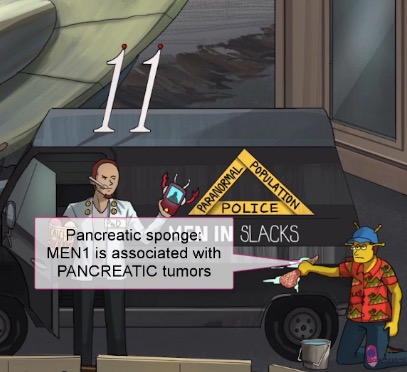 11
PARANORMAL
POPULATION
POLICE
MEN IN SLACKS
Pancreatic sponge:
MEN1 is associated with
PANCREATIC tumors